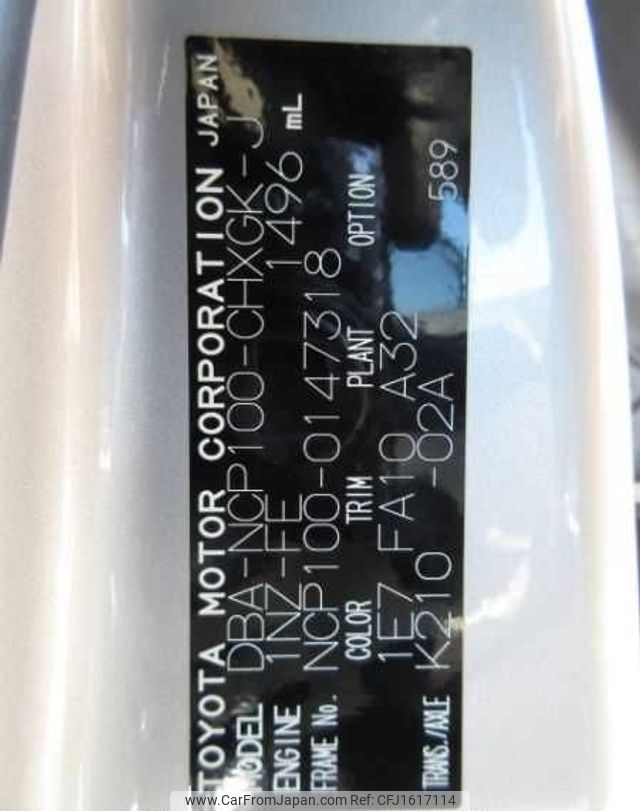 TOYOTA MOTOR CORPORATION JAPAN
MODEL DBA-NCP100-CHXGK-J
ENGINE 1NZ-FE 1496 mL
FRAME No. NCP100-0147318
COLOR TRIM PLANT OPTION
1E7 FA10 A32
TRANS./AXLE K210 -02A 589
www.CarFromJapan.com Ref: CFJ1617114